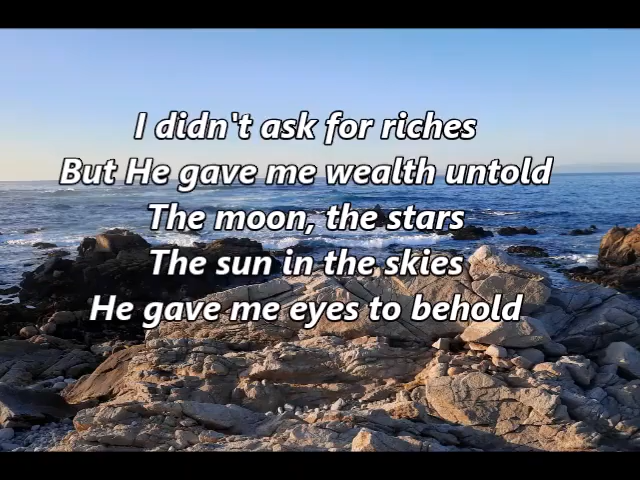 I didn't ask for riches
But He gave me wealth untold
The moon, the stars
The sun in the skies
He gave me eyes to behold